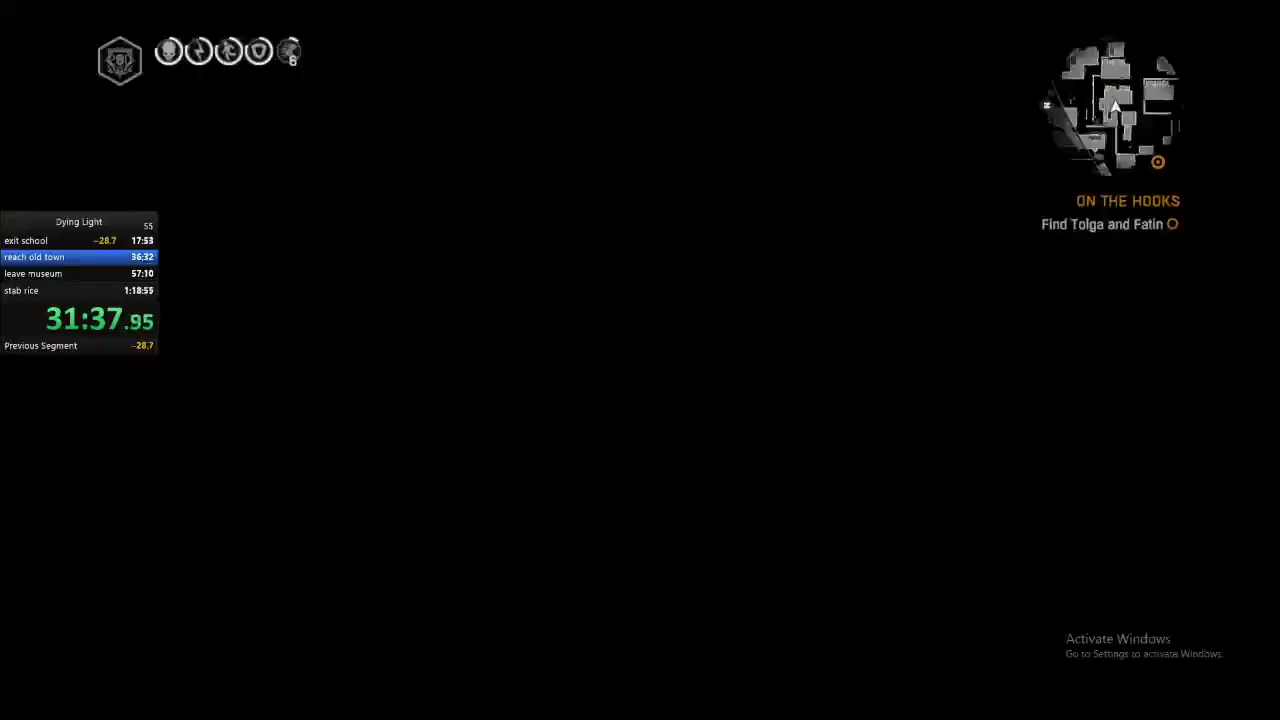 6
N
ON THE HOOKS
Find Tolga and Fatin
Dying Light
55
exit school -28.7 17:53
reach old town 36:32
leave museum 57:10
stab rice 1:18:55
31:37.95
Previous Segment -28.7
Activate Windows
Go to Settings to activate Windows.